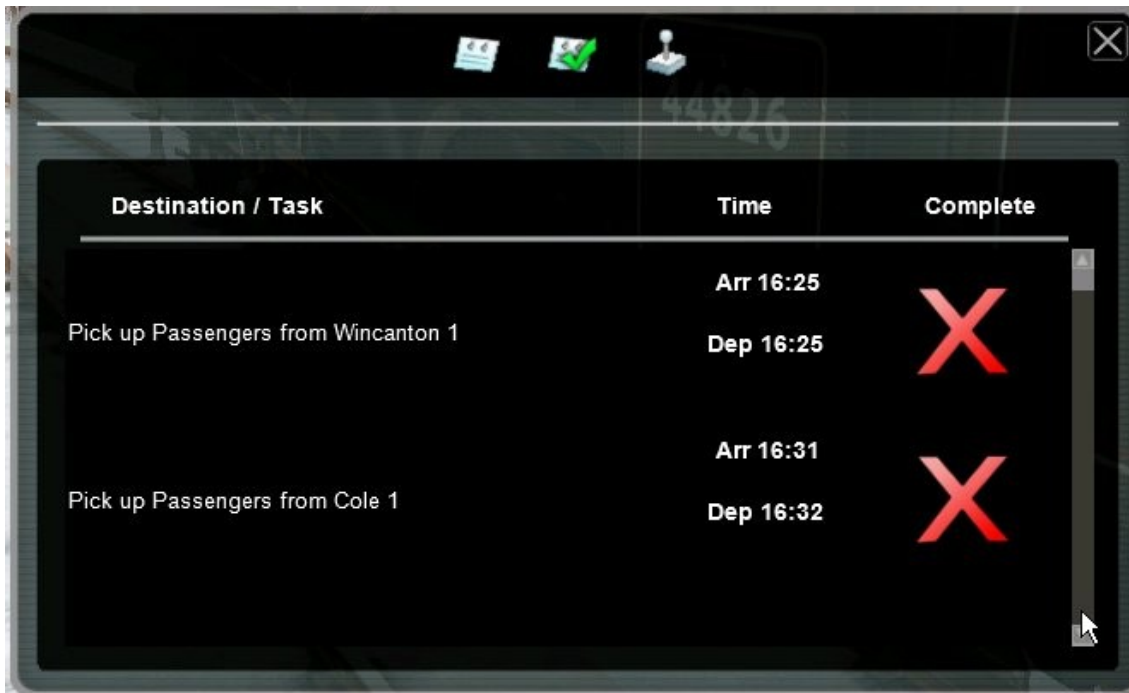 44826
Destination / Task Time Complete
Arr 16:25
Pick up Passengers from Wincanton 1
Dep 16:25
Arr 16:31
Pick up Passengers from Cole 1
Dep 16:32